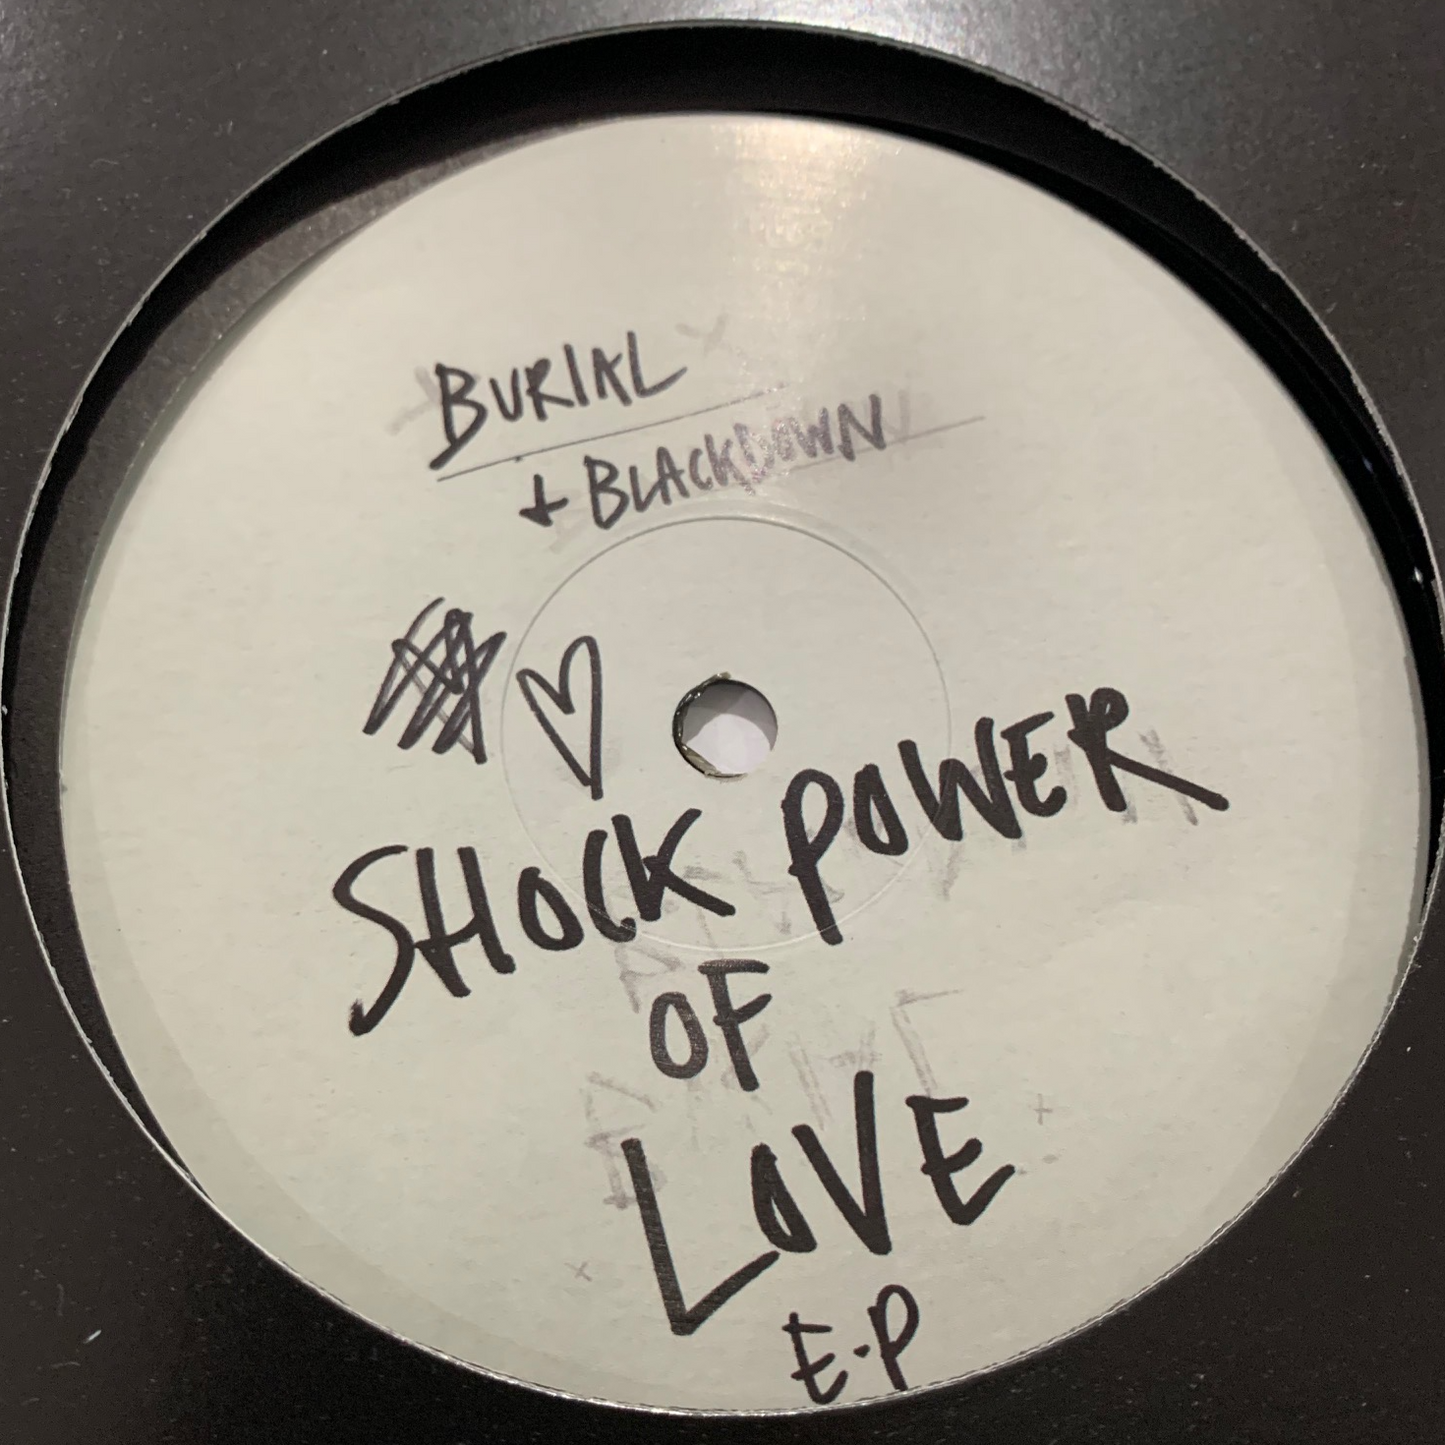 BURIAL
+ BLACKDOWN
SHOCK POWER
OF
LOVE
E.P